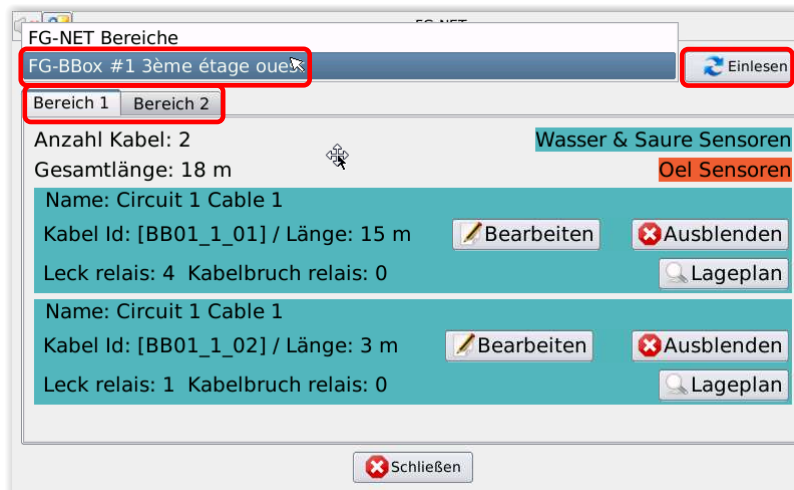 FG-NET
FG-NET Bereiche
FG-BBox #1 3ème étage oues
Einlesen
Bereich 1 Bereich 2
Anzahl Kabel: 2 Wasser & Saure Sensoren
Gesamtlänge: 18 m Oel Sensoren
Name: Circuit 1 Cable 1
Kabel Id: [BB01_1_01] / Länge: 15 m Bearbeiten Ausblenden
Leck relais: 4 Kabelbruch relais: 0 Lageplan
Name: Circuit 1 Cable 1
Kabel Id: [BB01_1_02] / Länge: 3 m Bearbeiten Ausblenden
Leck relais: 1 Kabelbruch relais: 0 Lageplan
Schließen